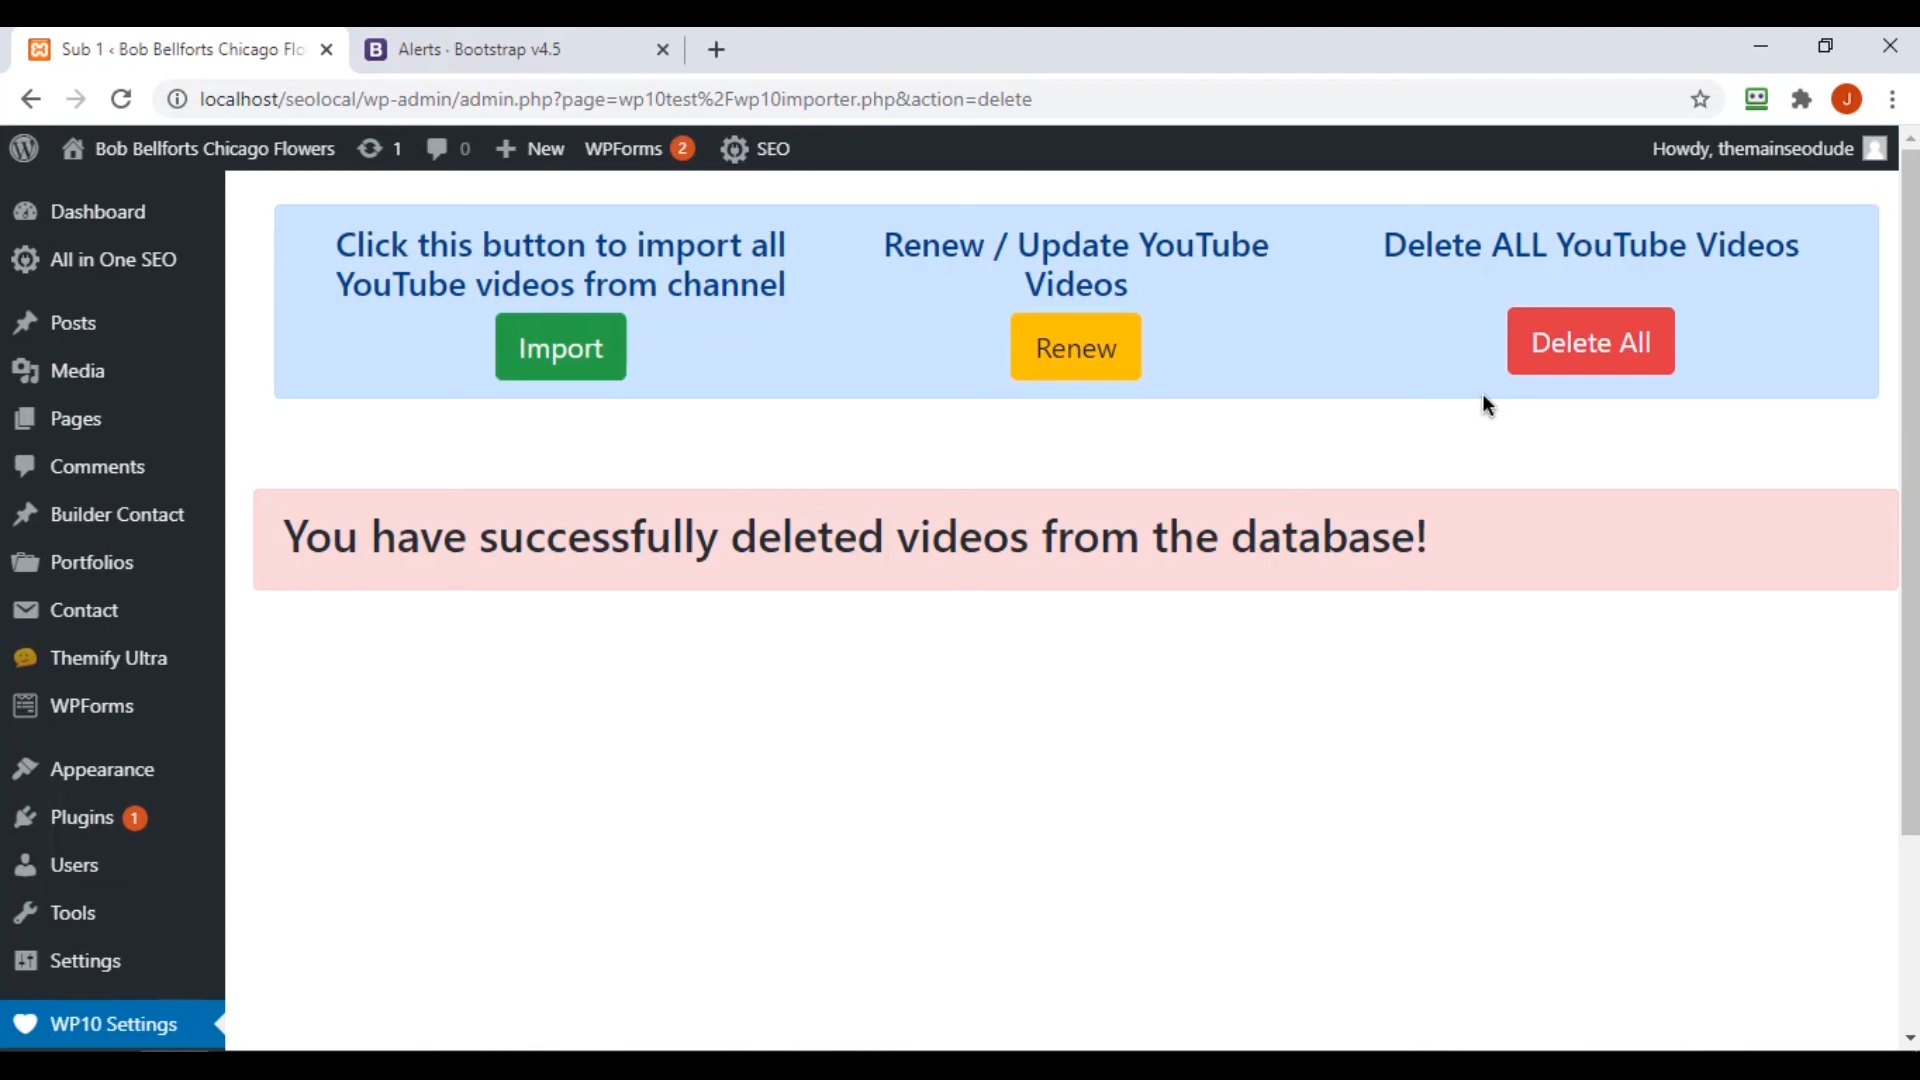 Sub 1 ‹ Bob Bellforts Chicago Flo
Alerts · Bootstrap v4.5
localhost/seolocal/wp-admin/admin.php?page=wp10test%2Fwp10importer.php&action=delete
J
Bob Bellforts Chicago Flowers
1
0
New
WPForms 2
SEO
Howdy, themainseodude
Dashboard
All in One SEO
Posts
Media
Pages
Comments
Builder Contact
Portfolios
Contact
Themify Ultra
WPForms
Appearance
Plugins 1
Users
Tools
Settings
WP10 Settings
Click this button to import all
YouTube videos from channel
Import
Renew / Update YouTube
Videos
Renew
Delete ALL YouTube Videos
Delete All
You have successfully deleted videos from the database!